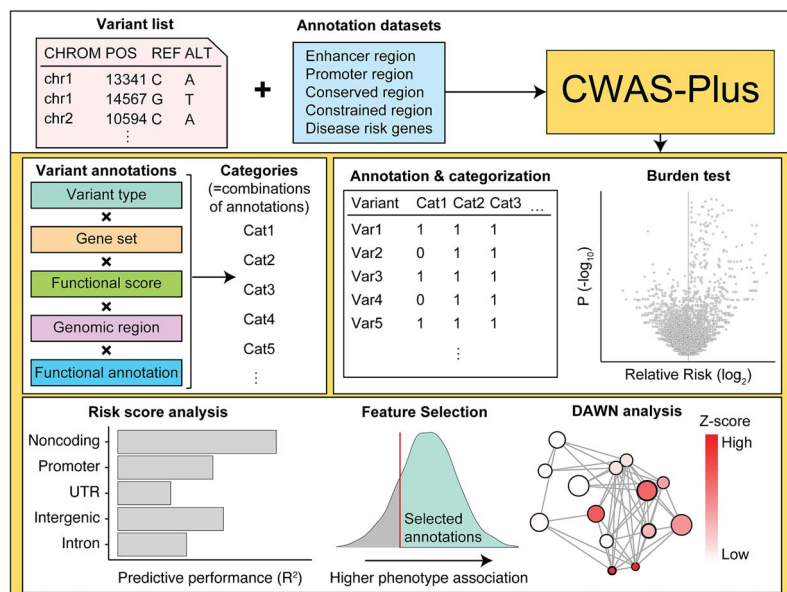 Variant list
CHROM POS REF ALT
chr1 13341 C A
chr1 14567 G T
chr2 10594 C A
⋮
+
Annotation datasets
Enhancer region
Promoter region
Conserved region
Constrained region
Disease risk genes
CWAS-Plus
Variant annotations
Variant type
×
Gene set
×
Functional score
×
Genomic region
×
Functional annotation
Categories
(=combinations
of annotations)
Cat1
Cat2
Cat3
Cat4
Cat5
⋮
Annotation & categorization
Variant Cat1 Cat2 Cat3 ...
Var1 1 1 1
Var2 0 1 1
Var3 1 1 1
Var4 0 1 1
Var5 1 1 1
⋮
Burden test
P (-log10)
Relative Risk (log2)
Risk score analysis
Noncoding
Promoter
UTR
Intergenic
Intron
Predictive performance (R²)
Feature Selection
Selected
annotations
Higher phenotype association
DAWN analysis
Z-score
High
Low